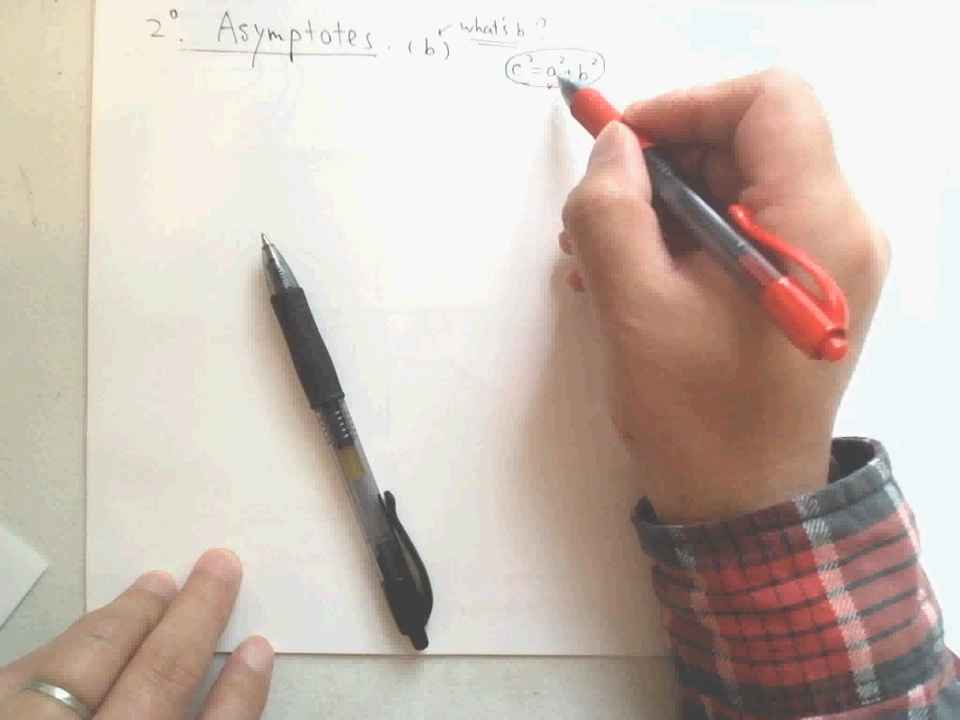 2°. Asymptotes. (b) what's b?
c² = a² + b²